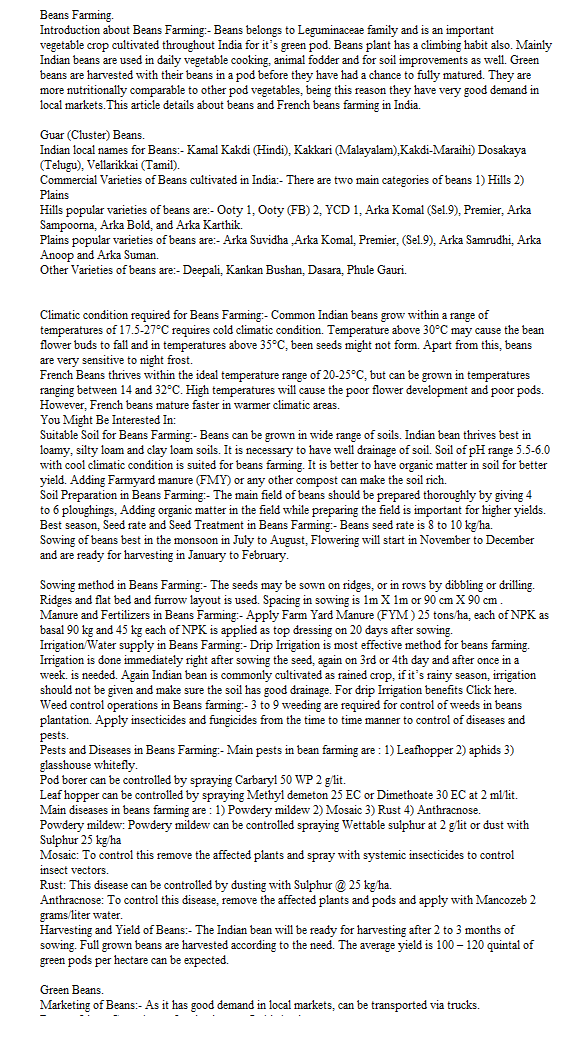 Beans Farming.
Introduction about Beans Farming:- Beans belongs to Leguminaceae family and is an important
vegetable crop cultivated throughout India for it's green pod. Beans plant has a climbing habit also. Mainly
Indian beans are used in daily vegetable cooking, animal fodder and for soil improvements as well. Green
beans are harvested with their beans in a pod before they have had a chance to fully matured. They are
more nutritionally comparable to other pod vegetables, being this reason they have very good demand in
local markets.This article details about beans and French beans farming in India.

Guar (Cluster) Beans.
Indian local names for Beans:- Kamal Kakdi (Hindi), Kakkari (Malayalam),Kakdi-Maraihi) Dosakaya
(Telugu), Vellarikkai (Tamil).
Commercial Varieties of Beans cultivated in India:- There are two main categories of beans 1) Hills 2)
Plains
Hills popular varieties of beans are:- Ooty 1, Ooty (FB) 2, YCD 1, Arka Komal (Sel.9), Premier, Arka
Sampoorna, Arka Bold, and Arka Karthik.
Plains popular varieties of beans are:- Arka Suvidha ,Arka Komal, Premier, (Sel.9), Arka Samrudhi, Arka
Anoop and Arka Suman.
Other Varieties of beans are:- Deepali, Kankan Bushan, Dasara, Phule Gauri.

Climatic condition required for Beans Farming:- Common Indian beans grow within a range of
temperatures of 17.5-27°C requires cold climatic condition. Temperature above 30°C may cause the bean
flower buds to fall and in temperatures above 35°C, been seeds might not form. Apart from this, beans
are very sensitive to night frost.
French Beans thrives within the ideal temperature range of 20-25°C, but can be grown in temperatures
ranging between 14 and 32°C. High temperatures will cause the poor flower development and poor pods.
However, French beans mature faster in warmer climatic areas.
You Might Be Interested In:
Suitable Soil for Beans Farming:- Beans can be grown in wide range of soils. Indian bean thrives best in
loamy, silty loam and clay loam soils. It is necessary to have well drainage of soil. Soil of pH range 5.5-6.0
with cool climatic condition is suited for beans farming. It is better to have organic matter in soil for better
yield. Adding Farmyard manure (FMY) or any other compost can make the soil rich.
Soil Preparation in Beans Farming:- The main field of beans should be prepared thoroughly by giving 4
to 6 ploughings, Adding organic matter in the field while preparing the field is important for higher yields.
Best season, Seed rate and Seed Treatment in Beans Farming:- Beans seed rate is 8 to 10 kg/ha.
Sowing of beans best in the monsoon in July to August, Flowering will start in November to December
and are ready for harvesting in January to February.

Sowing method in Beans Farming:- The seeds may be sown on ridges, or in rows by dibbling or drilling.
Ridges and flat bed and furrow layout is used. Spacing in sowing is 1m X 1m or 90 cm X 90 cm .
Manure and Fertilizers in Beans Farming:- Apply Farm Yard Manure (FYM ) 25 tons/ha, each of NPK as
basal 90 kg and 45 kg each of NPK is applied as top dressing on 20 days after sowing.
Irrigation/Water supply in Beans Farming:- Drip Irrigation is most effective method for beans farming.
Irrigation is done immediately right after sowing the seed, again on 3rd or 4th day and after once in a
week. is needed. Again Indian bean is commonly cultivated as rained crop, if it's rainy season, irrigation
should not be given and make sure the soil has good drainage. For drip Irrigation benefits Click here.
Weed control operations in Beans farming:- 3 to 9 weeding are required for control of weeds in beans
plantation. Apply insecticides and fungicides from the time to time manner to control of diseases and
pests.
Pests and Diseases in Beans Farming:- Main pests in bean farming are : 1) Leafhopper 2) aphids 3)
glasshouse whitefly.
Pod borer can be controlled by spraying Carbaryl 50 WP 2 g/lit.
Leaf hopper can be controlled by spraying Methyl demeton 25 EC or Dimethoate 30 EC at 2 ml/lit.
Main diseases in beans farming are : 1) Powdery mildew 2) Mosaic 3) Rust 4) Anthracnose.
Powdery mildew: Powdery mildew can be controlled spraying Wettable sulphur at 2 g/lit or dust with
Sulphur 25 kg/ha
Mosaic: To control this remove the affected plants and spray with systemic insecticides to control
insect vectors.
Rust: This disease can be controlled by dusting with Sulphur @ 25 kg/ha.
Anthracnose: To control this disease, remove the affected plants and pods and apply with Mancozeb 2
grams/liter water.
Harvesting and Yield of Beans:- The Indian bean will be ready for harvesting after 2 to 3 months of
sowing. Full grown beans are harvested according to the need. The average yield is 100 – 120 quintal of
green pods per hectare can be expected.

Green Beans.
Marketing of Beans:- As it has good demand in local markets, can be transported via trucks.